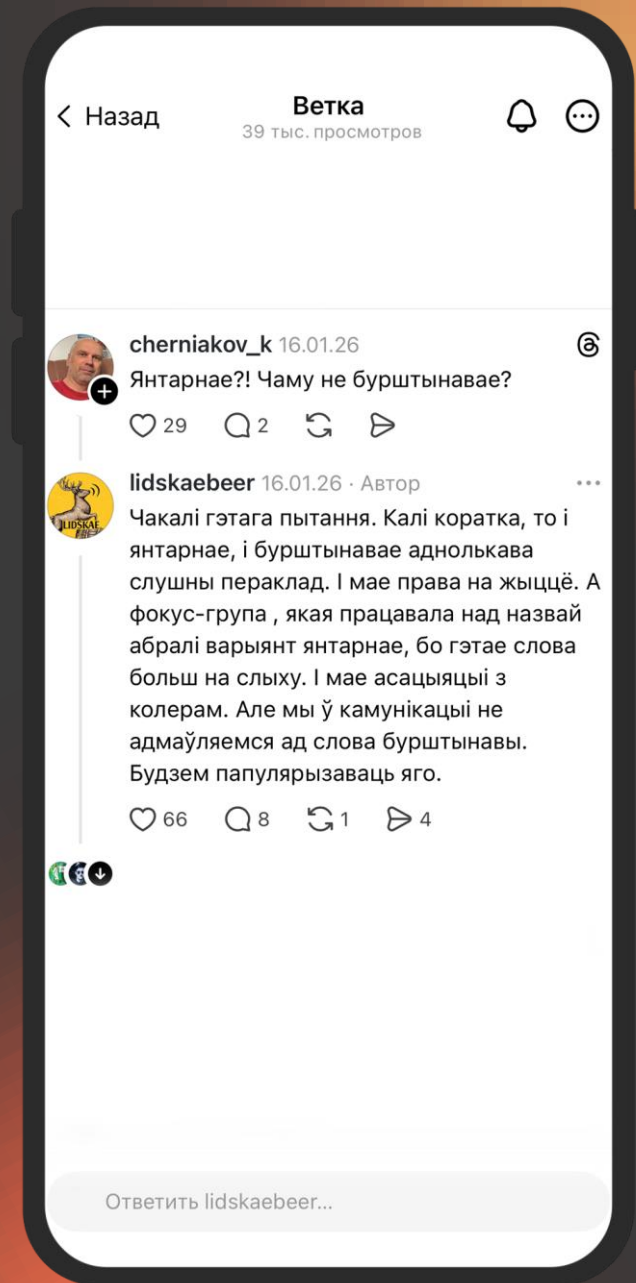 Назад
Ветка
39 тыс. просмотров
cherniakov_k 16.01.26
Янтарнае?! Чаму не бурштынавае?
29 2
lidskaebeer 16.01.26 · Автор
LIDSKAE
Чакалі гэтага пытання. Калі коратка, то і
янтарнае, і бурштынавае аднолькава
слушны пераклад. І мае права на жыццё. А
фокус-група , якая працавала над назвай
абралі варыянт янтарнае, бо гэтае слова
больш на слыху. І мае асацыяцыі з
колерам. Але мы ў камунікацыі не
адмаўляемся ад слова бурштынавы.
Будзем папулярызаваць яго.
66 8 1 4
Ответить lidskaebeer...